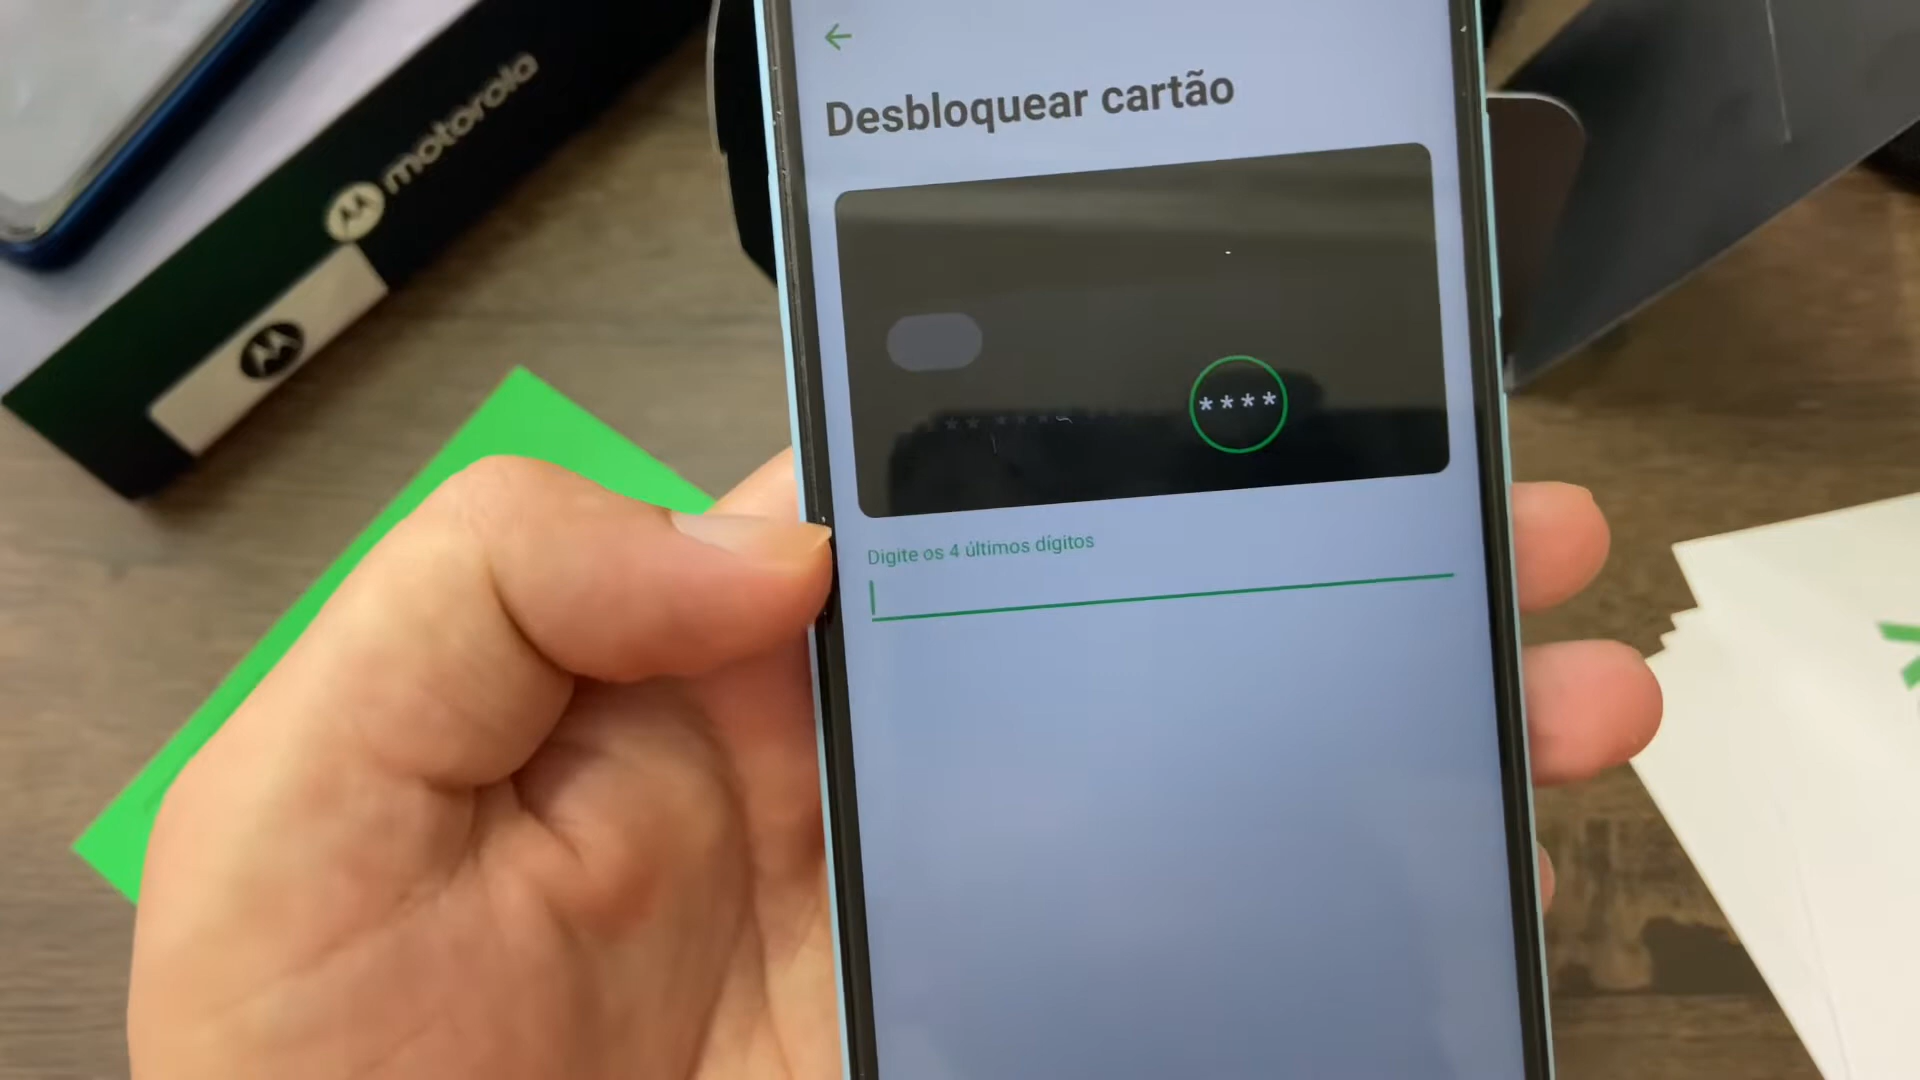 motorola
Desbloquear cartão
****
Digite os 4 últimos dígitos